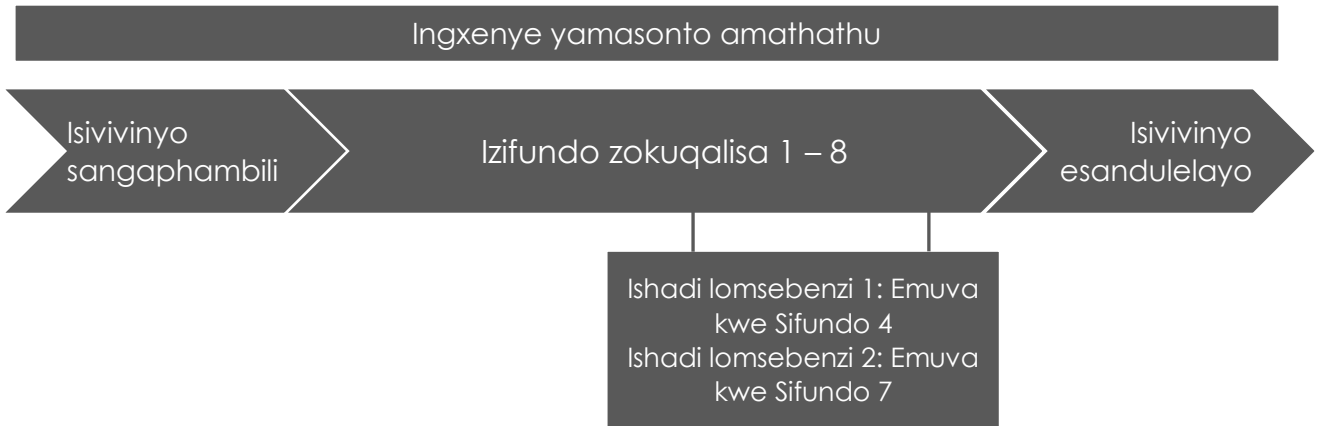 Ingxenye yamasonto amathathu
Isivivinyo
sangaphambili
Izifundo zokuqalisa 1 – 8
Isivivinyo
esandulelayo
Ishadi lomsebenzi 1: Emuva
kwe Sifundo 4
Ishadi lomsebenzi 2: Emuva
kwe Sifundo 7